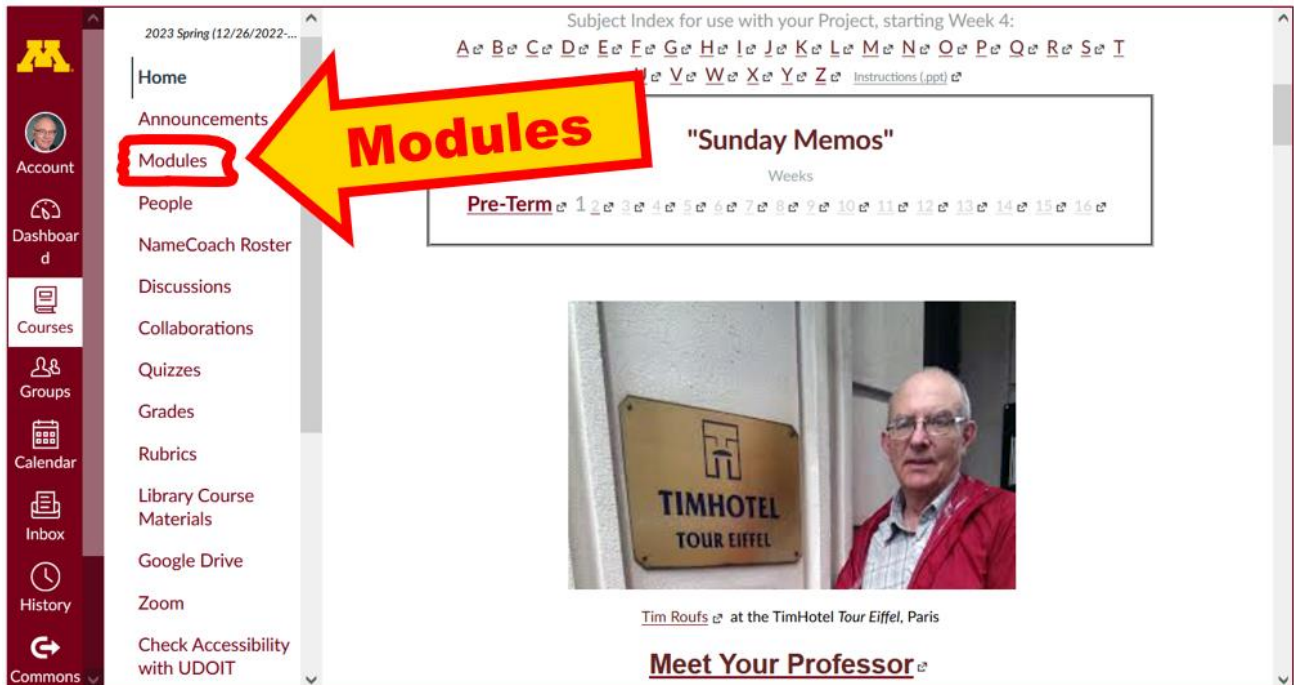 M
Account
Dashboar
d
Courses
Groups
Calendar
Inbox
History
Commons
2023 Spring (12/26/2022-...
Home
Announcements
Modules
People
NameCoach Roster
Discussions
Collaborations
Quizzes
Grades
Rubrics
Library Course
Materials
Google Drive
Zoom
Check Accessibility
with UDOIT
Modules
Subject Index for use with your Project, starting Week 4:
A B C D E F G H I J K L M N O P Q R S T
V W X Y Z Instructions (.ppt)
"Sunday Memos"
Weeks
Pre-Term 1 2 3 4 5 6 7 8 9 10 11 12 13 14 15 16
TIMHOTEL
TOUR EIFFEL
Tim Roufs at the TimHotel Tour Eiffel, Paris
Meet Your Professor